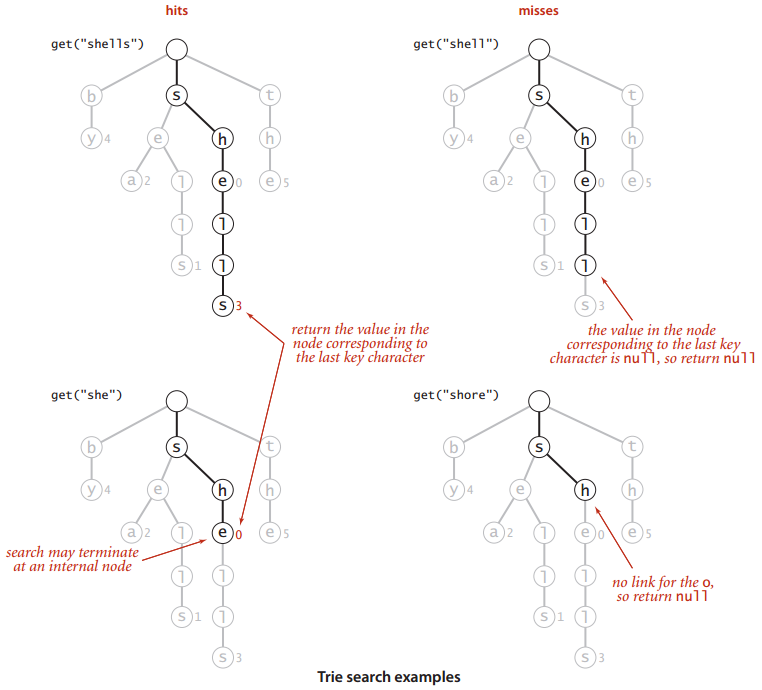 hits
misses
get("shells")
get("shell")
b s t
b s t
y 4 e h h
y 4 e h h
a 2 l e 0 e 5
a 2 l e 0 e 5
l l
l l
s 1 l
s 1 l
s 3
s 3
return the value in the
node corresponding to
the last key character
the value in the node
corresponding to the last key
character is null, so return null
get("she")
get("shore")
b s t
b s t
y 4 e h h
y 4 e h h
a 2 l e 0 e 5
a 2 l e 0 e 5
search may terminate
at an internal node
l l
l l
no link for the o,
so return null
s 1 l
s 1 l
s 3
s 3
Trie search examples